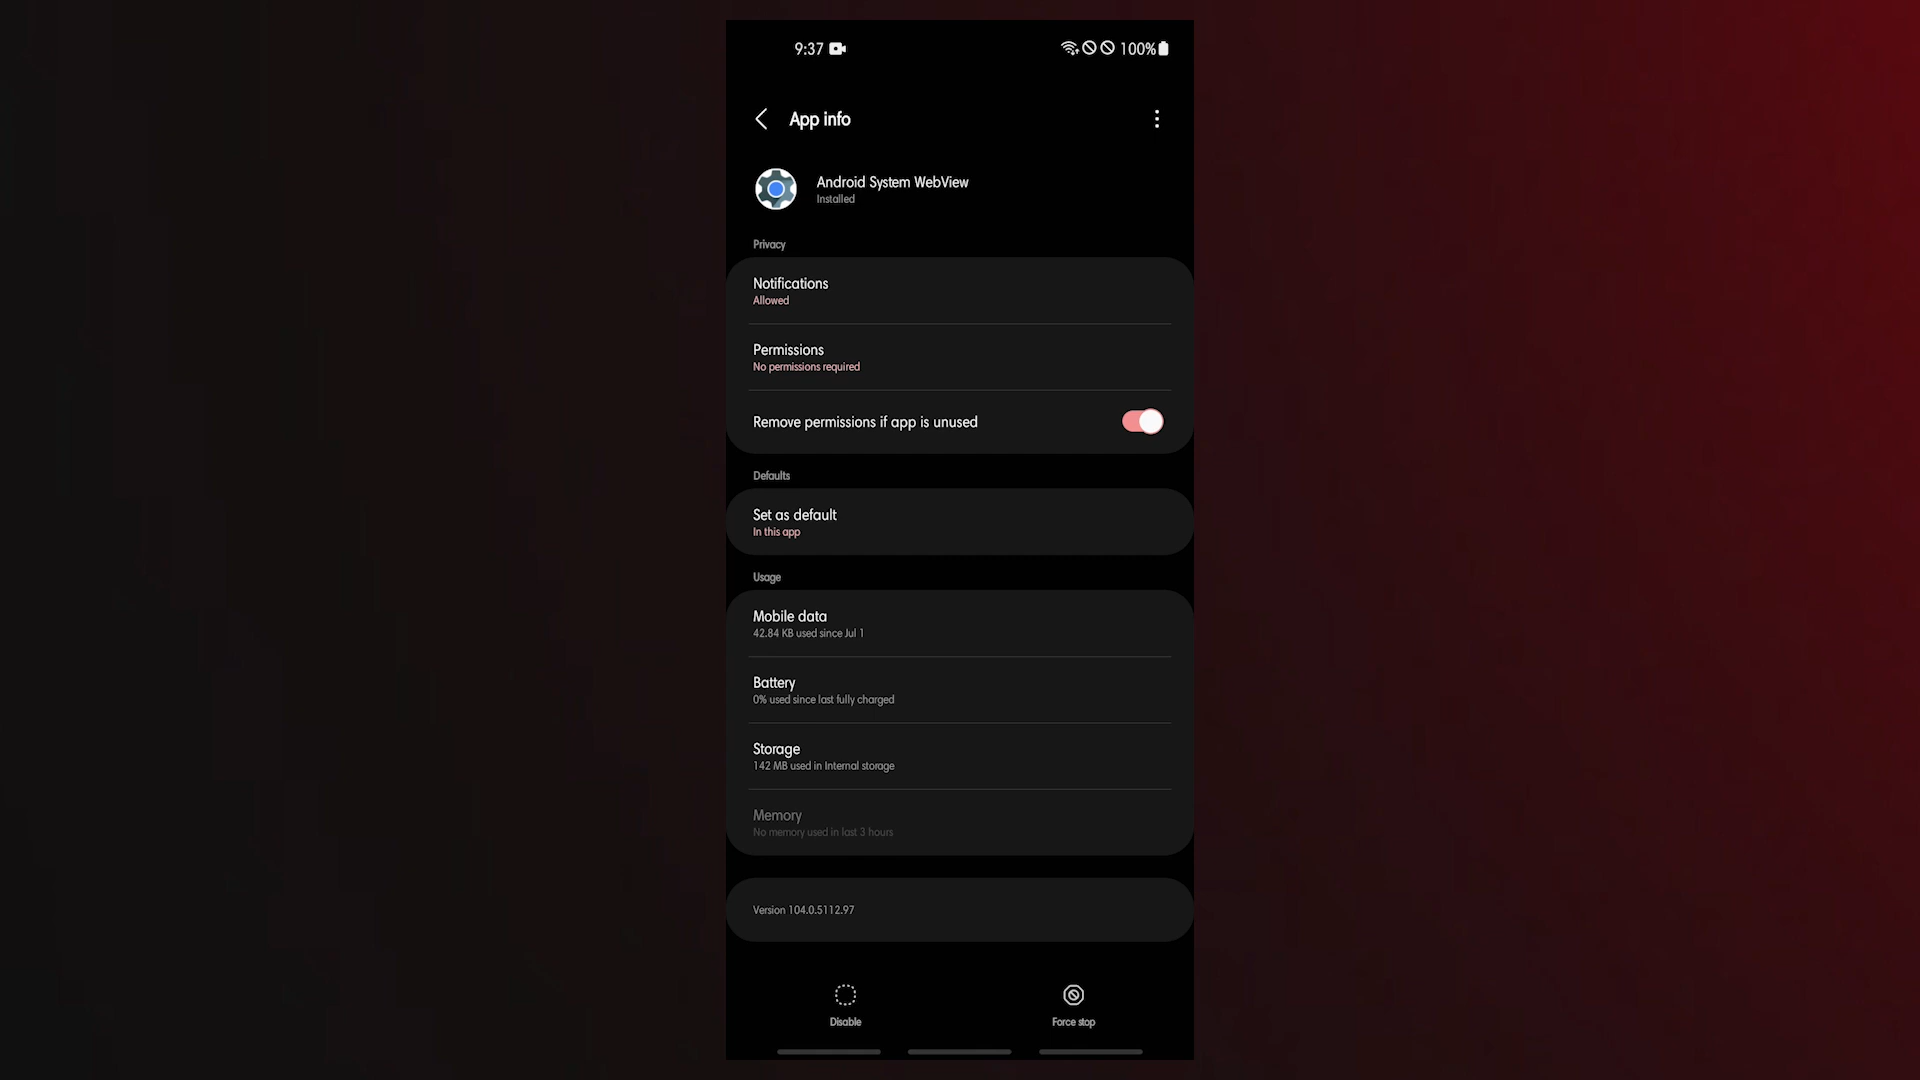 9:37
100%
App info
Android System WebView
Installed
Privacy
Notifications
Allowed
Permissions
No permissions required
Remove permissions if app is unused
Defaults
Set as default
In this app
Usage
Mobile data
42.84 KB used since Jul 1
Battery
0% used since last fully charged
Storage
142 MB used in Internal storage
Memory
No memory used in last 3 hours
Version 104.0.5112.97
Disable
Force stop